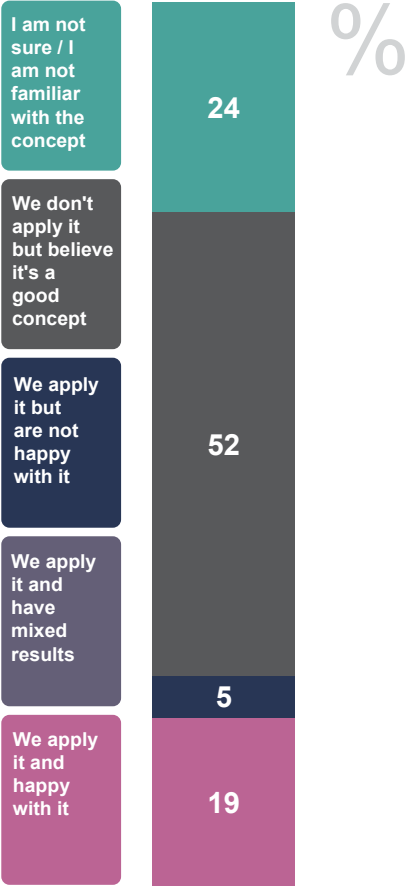 %
I am not
sure / I
am not
familiar
with the
concept
24
We don't
apply it
but believe
it's a
good
concept
52
We apply
it but
are not
happy
with it
5
We apply
it and
have
mixed
results
We apply
it and
happy
with it
19